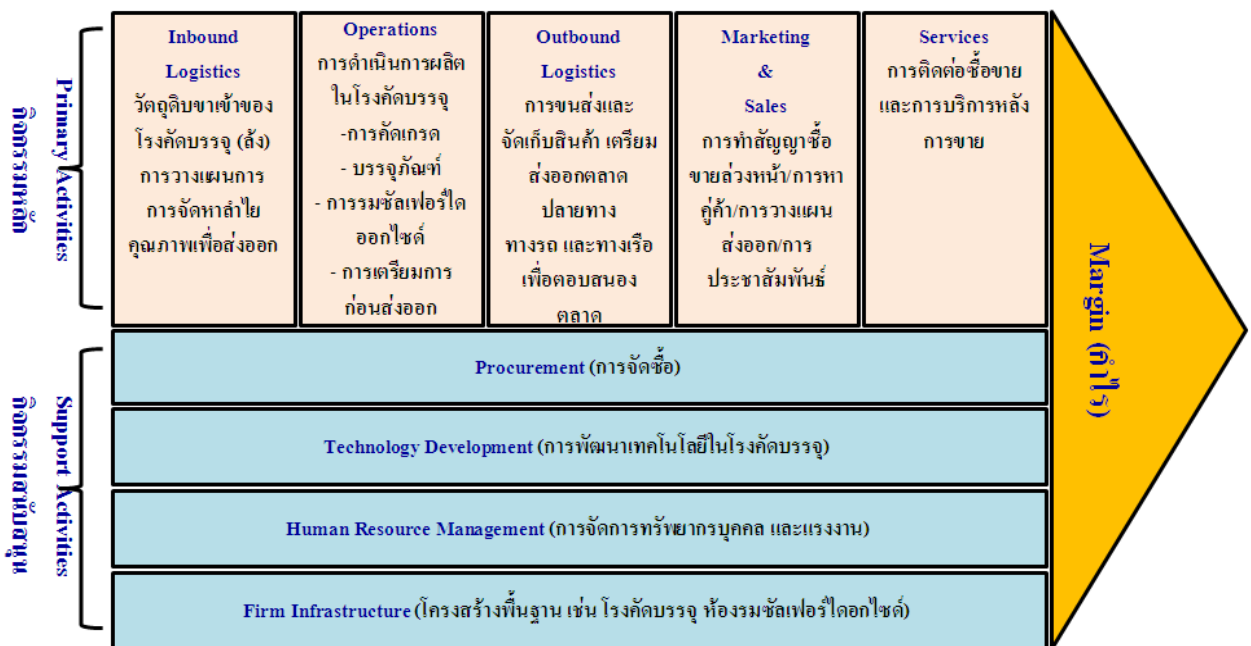 Primary Activities
กิจกรรมหลัก
Inbound
Logistics
วัตถุดิบขาเข้าของ
โรงคัดบรรจุ (ล้ง)
การวางแผนการ
การจัดหาลำไย
คุณภาพเพื่อส่งออก
Operations
การดำเนินการผลิต
ในโรงคัดบรรจุ
-การคัดเกรด
- บรรจุภัณฑ์
- การรมซัลเฟอร์ได
ออกไซด์
- การเตรียมการ
ก่อนส่งออก
Outbound
Logistics
การขนส่งและ
จัดเก็บสินค้า เตรียม
ส่งออกตลาด
ปลายทาง
ทางรถ และทางเรือ
เพื่อตอบสนอง
ตลาด
Marketing
&
Sales
การทำสัญญาซื้อ
ขายล่วงหน้า/การหา
คู่ค้า/การวางแผน
ส่งออก/การ
ประชาสัมพันธ์
Services
การติดต่อซื้อขาย
และการบริการหลัง
การขาย
Support Activities
กิจกรรมสนับสนุน
Procurement (การจัดซื้อ)
Technology Development (การพัฒนาเทคโนโลยีในโรงคัดบรรจุ)
Human Resource Management (การจัดการทรัพยากรบุคคล และแรงงาน)
Firm Infrastructure (โครงสร้างพื้นฐาน เช่น โรงคัดบรรจุ ห้องรมซัลเฟอร์ไดอกไซด์)
Margin (กำไร)